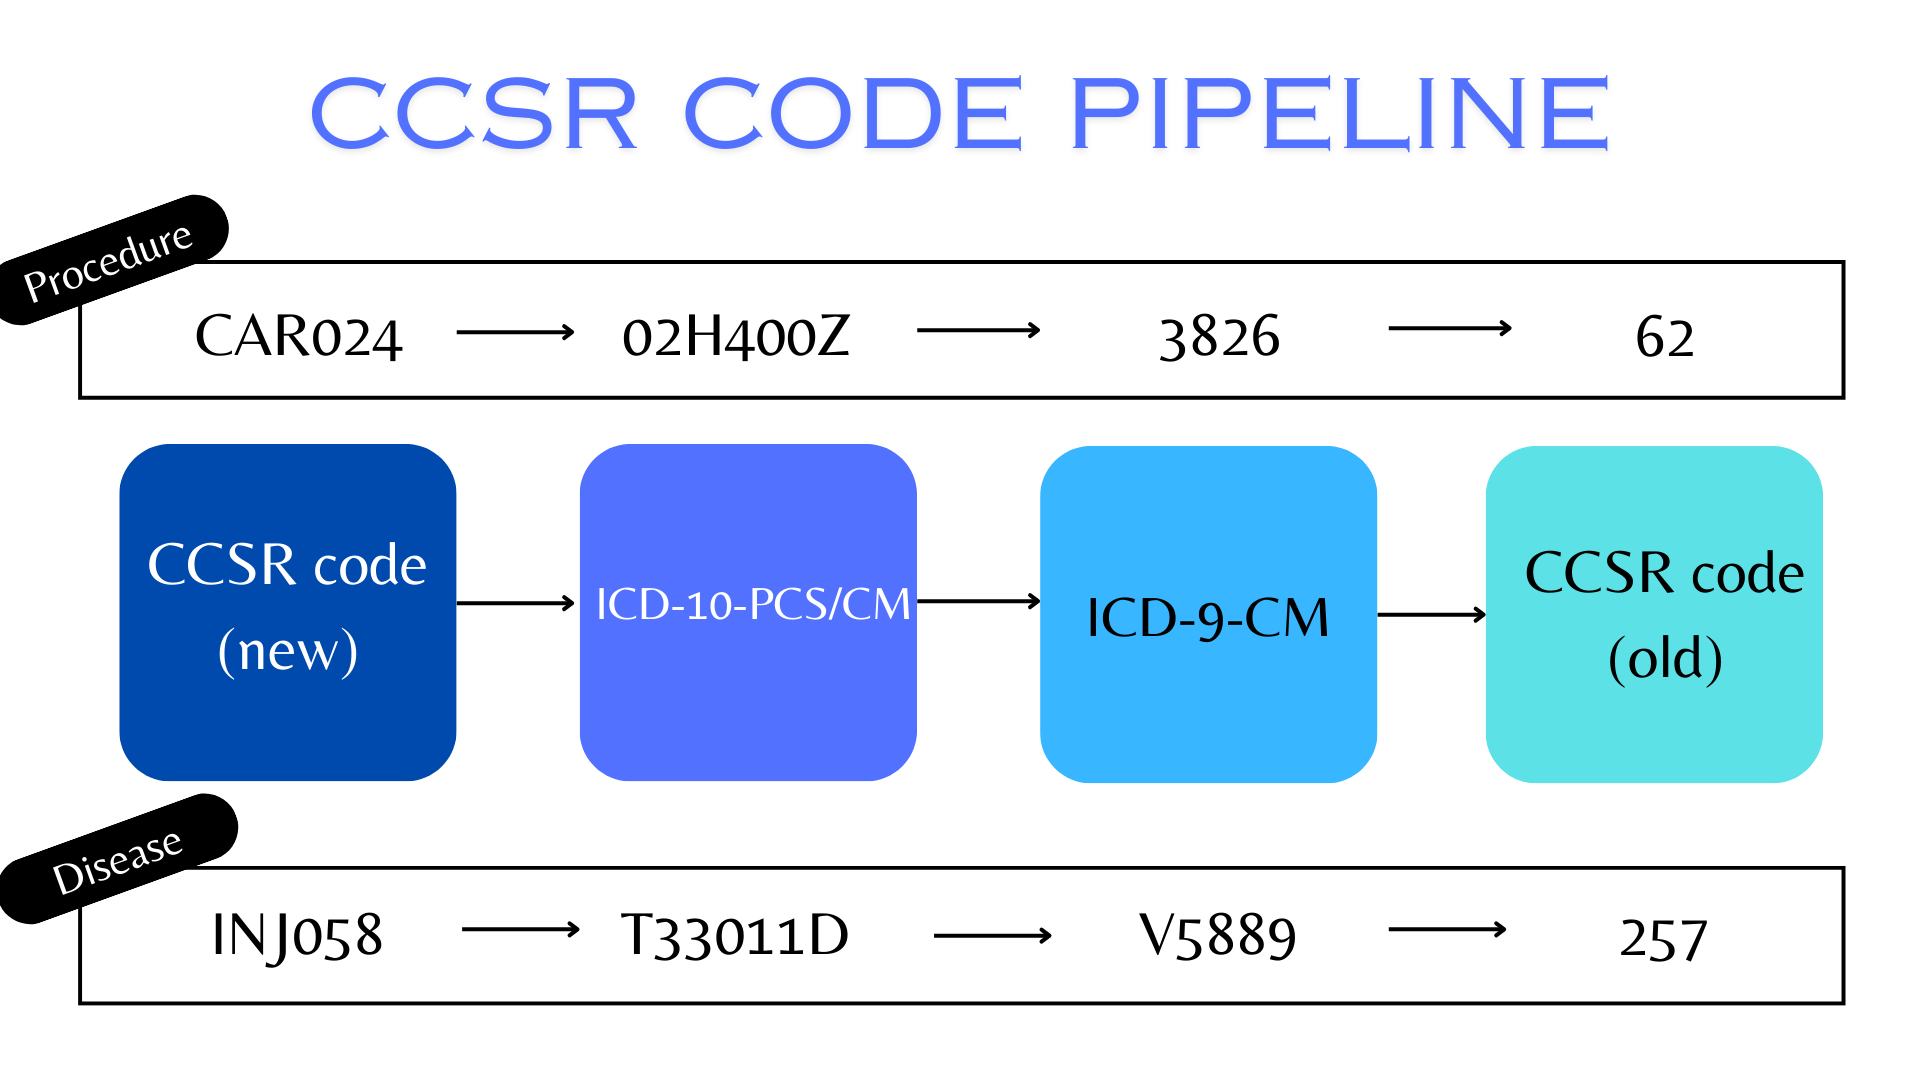 CCSR CODE PIPELINE
Procedure
CAR024 02H400Z 3826 62
CCSR code
(new)
ICD-10-PCS/CM
ICD-9-CM
CCSR code
(old)
Disease
INJ058 T33011D V5889 257